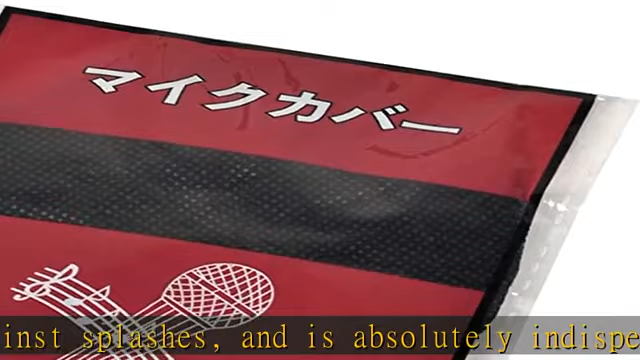 マイクカバー
inst splashes, and is absolutely indispe